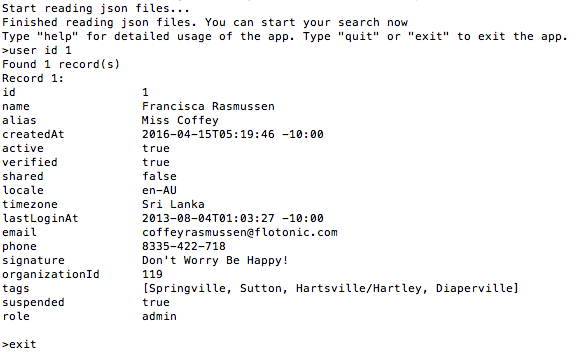 Start reading json files...
Finished reading json files. You can start your search now
Type "help" for detailed usage of the app. Type "quit" or "exit" to exit the app.
>user id 1
Found 1 record(s)
Record 1:
id 1
name Francisca Rasmussen
alias Miss Coffey
createdAt 2016-04-15T05:19:46 -10:00
active true
verified true
shared false
locale en-AU
timezone Sri Lanka
lastLoginAt 2013-08-04T01:03:27 -10:00
email coffeyrasmussen@flotonic.com
phone 8335-422-718
signature Don't Worry Be Happy!
organizationId 119
tags [Springville, Sutton, Hartsville/Hartley, Diaperville]
suspended true
role admin
>exit